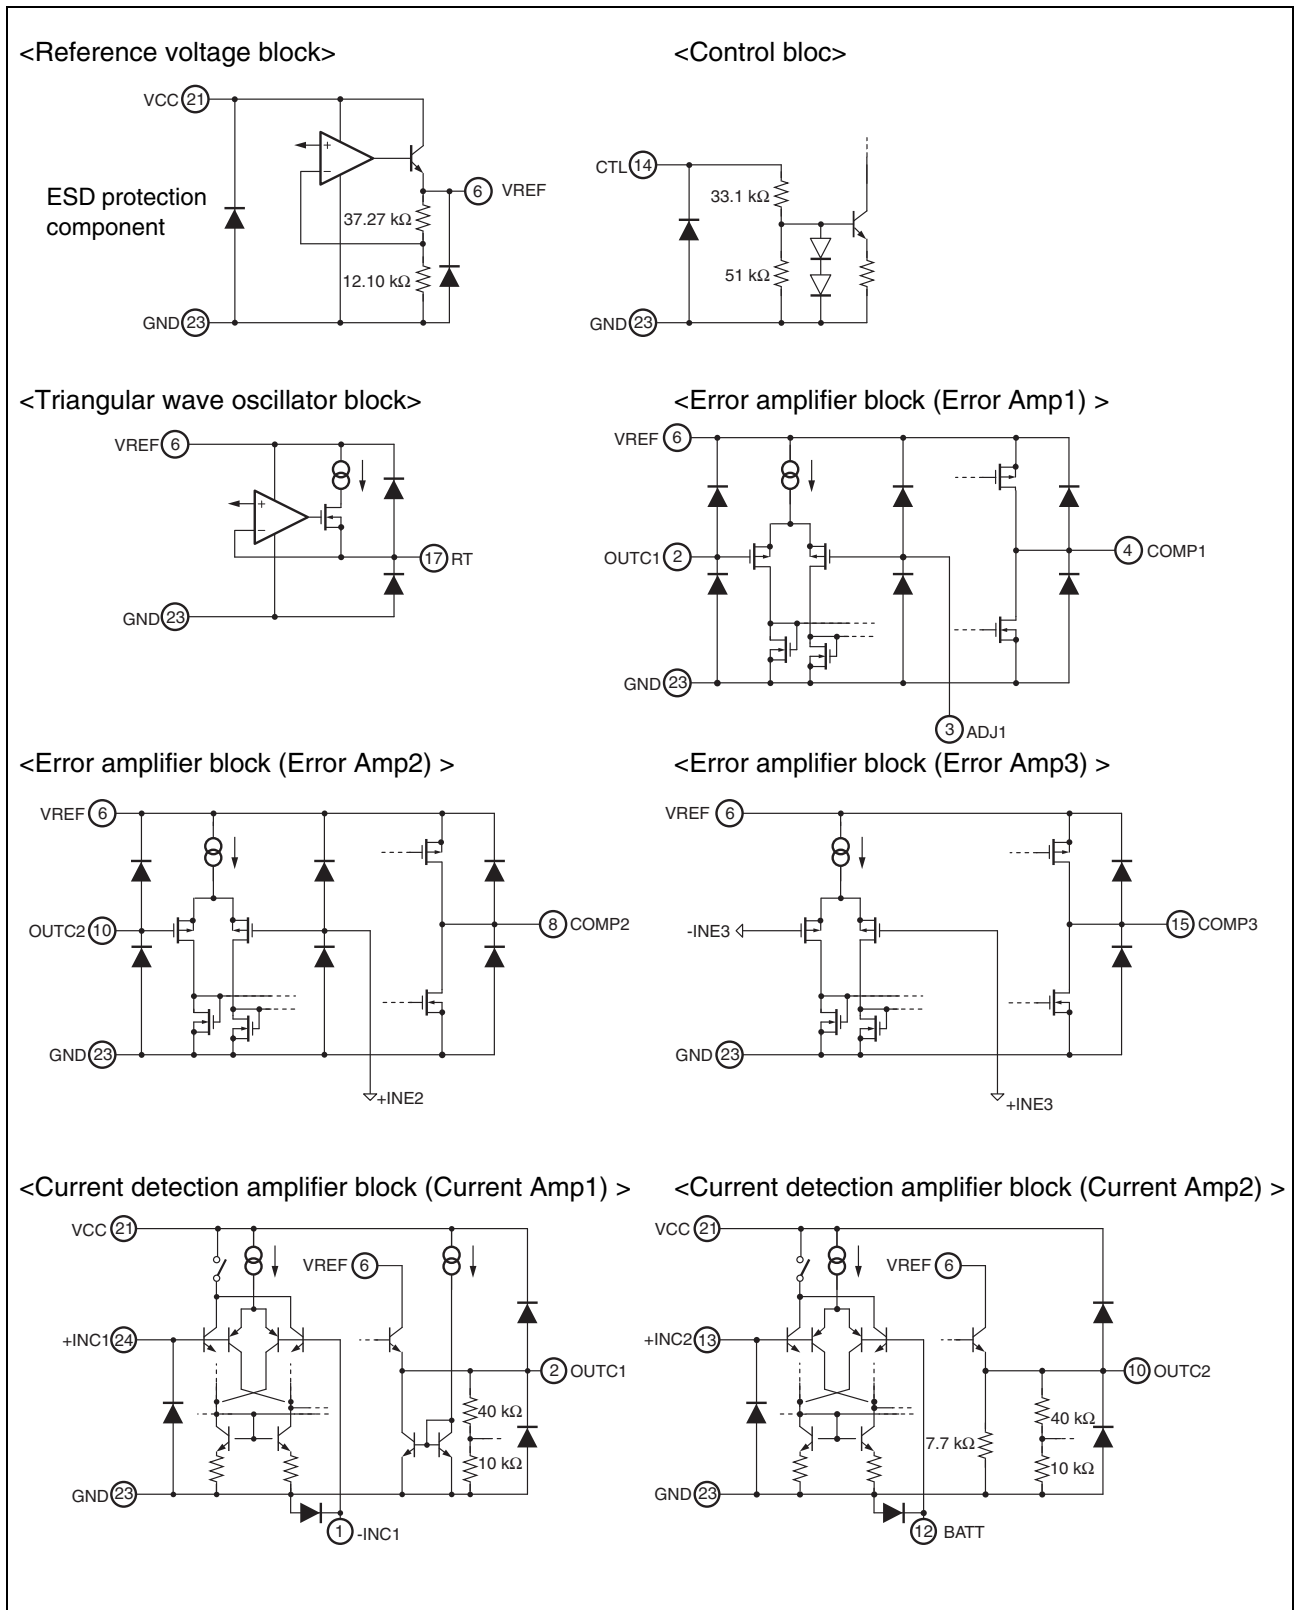 <Reference voltage block>
VCC 21
ESD protection
component
+
−
6 VREF
37.27 kΩ
12.10 kΩ
GND 23
<Control bloc>
CTL 14
33.1 kΩ
51 kΩ
GND 23
<Triangular wave oscillator block>
VREF 6
+
−
17 RT
GND 23
<Error amplifier block (Error Amp1) >
VREF 6
OUTC1 2
4 COMP1
GND 23
3 ADJ1
<Error amplifier block (Error Amp2) >
VREF 6
OUTC2 10
8 COMP2
GND 23
+INE2
<Error amplifier block (Error Amp3) >
VREF 6
-INE3
15 COMP3
GND 23
+INE3
<Current detection amplifier block (Current Amp1) >
VCC 21
VREF 6
+INC1 24
2 OUTC1
40 kΩ
10 kΩ
GND 23
1 -INC1
<Current detection amplifier block (Current Amp2) >
VCC 21
VREF 6
+INC2 13
10 OUTC2
40 kΩ
7.7 kΩ
10 kΩ
GND 23
12 BATT